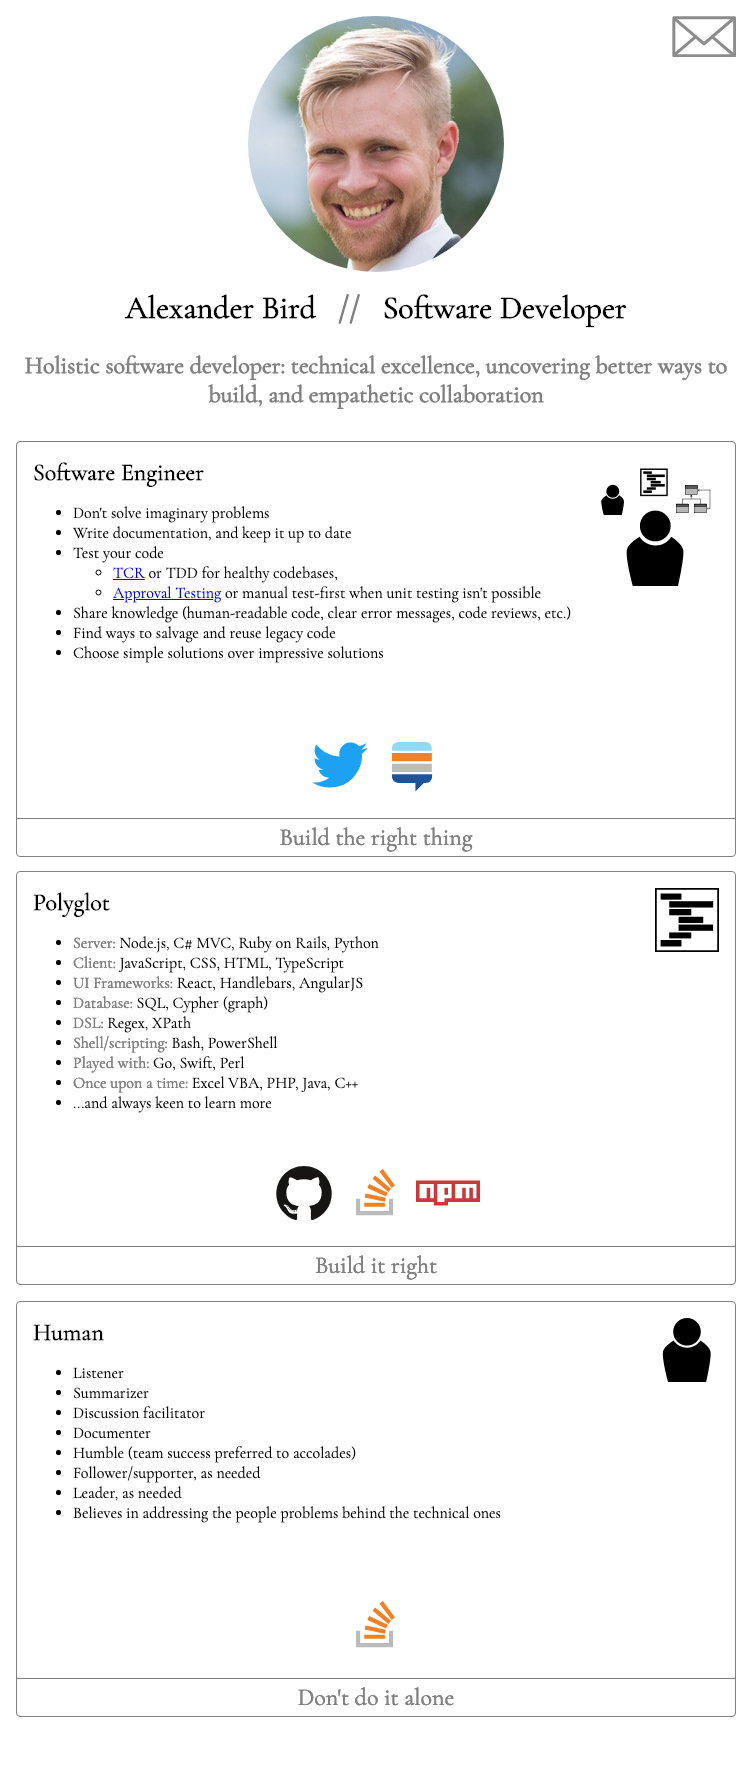 Alexander Bird // Software Developer
Holistic software developer: technical excellence, uncovering better ways to
build, and empathetic collaboration
Software Engineer
Don't solve imaginary problems
Write documentation, and keep it up to date
Test your code
TCR or TDD for healthy codebases,
Approval Testing or manual test-first when unit testing isn't possible
Share knowledge (human-readable code, clear error messages, code reviews, etc.)
Find ways to salvage and reuse legacy code
Choose simple solutions over impressive solutions
Build the right thing
Polyglot
Server: Node.js, C# MVC, Ruby on Rails, Python
Client: JavaScript, CSS, HTML, TypeScript
UI Frameworks: React, Handlebars, AngularJS
Database: SQL, Cypher (graph)
DSL: Regex, XPath
Shell/scripting: Bash, PowerShell
Played with: Go, Swift, Perl
Once upon a time: Excel VBA, PHP, Java, C++
...and always keen to learn more
npm
Build it right
Human
Listener
Summarizer
Discussion facilitator
Documenter
Humble (team success preferred to accolades)
Follower/supporter, as needed
Leader, as needed
Believes in addressing the people problems behind the technical ones
Don't do it alone